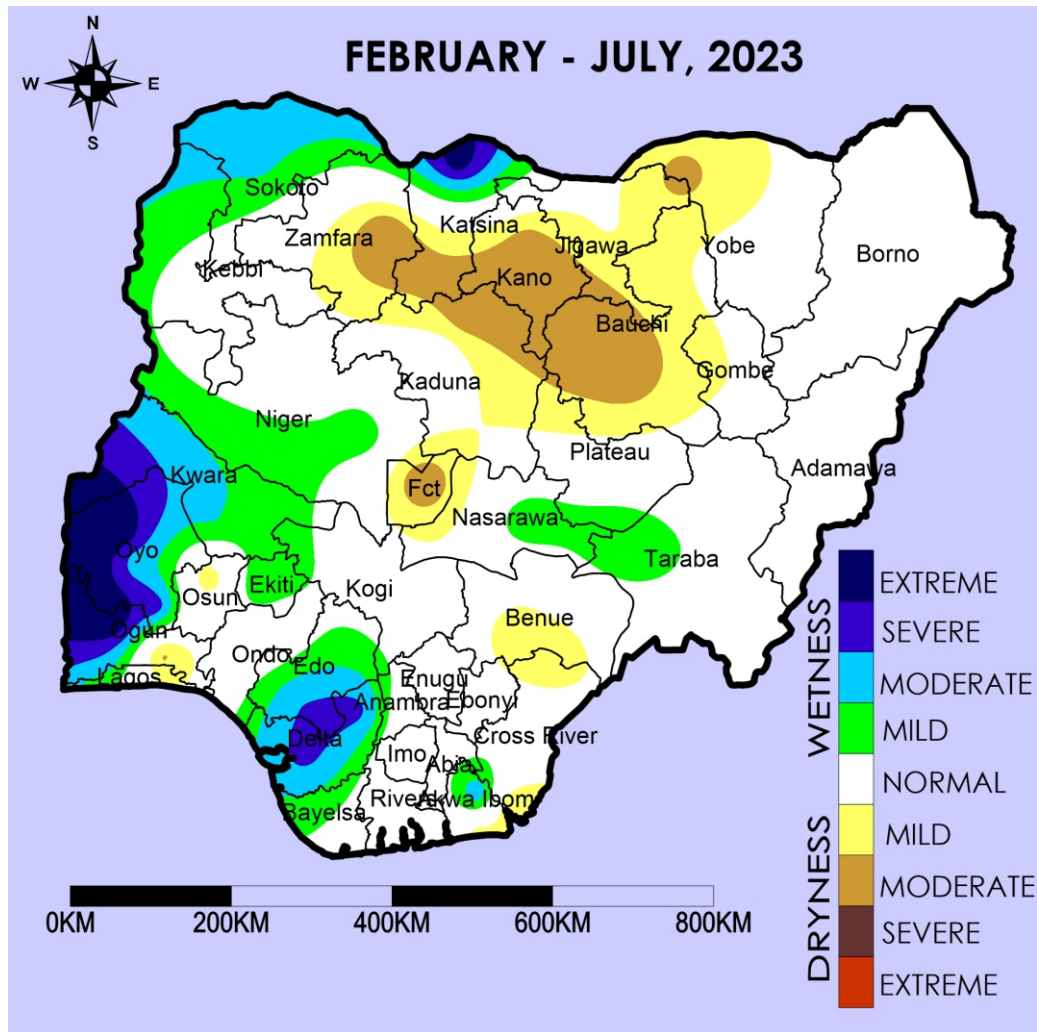 N
W E
S
FEBRUARY - JULY, 2023
Sokoto
Katsina
Zamfara
Jigawa
Yobe
Borno
Kebbi
Kano
Bauchi
Gombe
Kaduna
Niger
Plateau
Kwara
Adamawa
Fct
Nasarawa
Oyo
Taraba
Ekiti
Kogi
Osun
Benue
Ogun
Ondo
Edo
Lagos
Enugu
Anambra
Ebonyi
Delta
Cross River
Imo
Abia
Bayelsa
Rivers
Akwa Ibom
WETNESS
EXTREME
SEVERE
MODERATE
MILD
NORMAL
DRYNESS
MILD
MODERATE
SEVERE
EXTREME
0KM 200KM 400KM 600KM 800KM